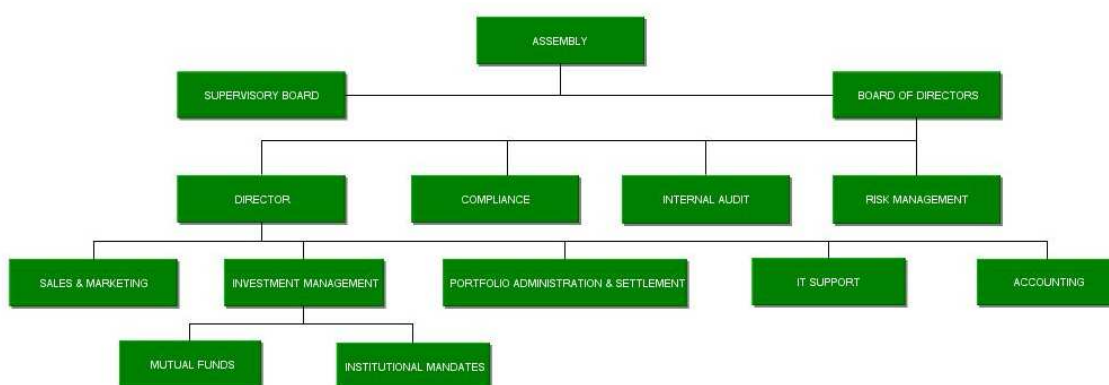 ASSEMBLY
SUPERVISORY BOARD
BOARD OF DIRECTORS
DIRECTOR
COMPLIANCE
INTERNAL AUDIT
RISK MANAGEMENT
SALES & MARKETING
INVESTMENT MANAGEMENT
PORTFOLIO ADMINISTRATION & SETTLEMENT
IT SUPPORT
ACCOUNTING
MUTUAL FUNDS
INSTITUTIONAL MANDATES